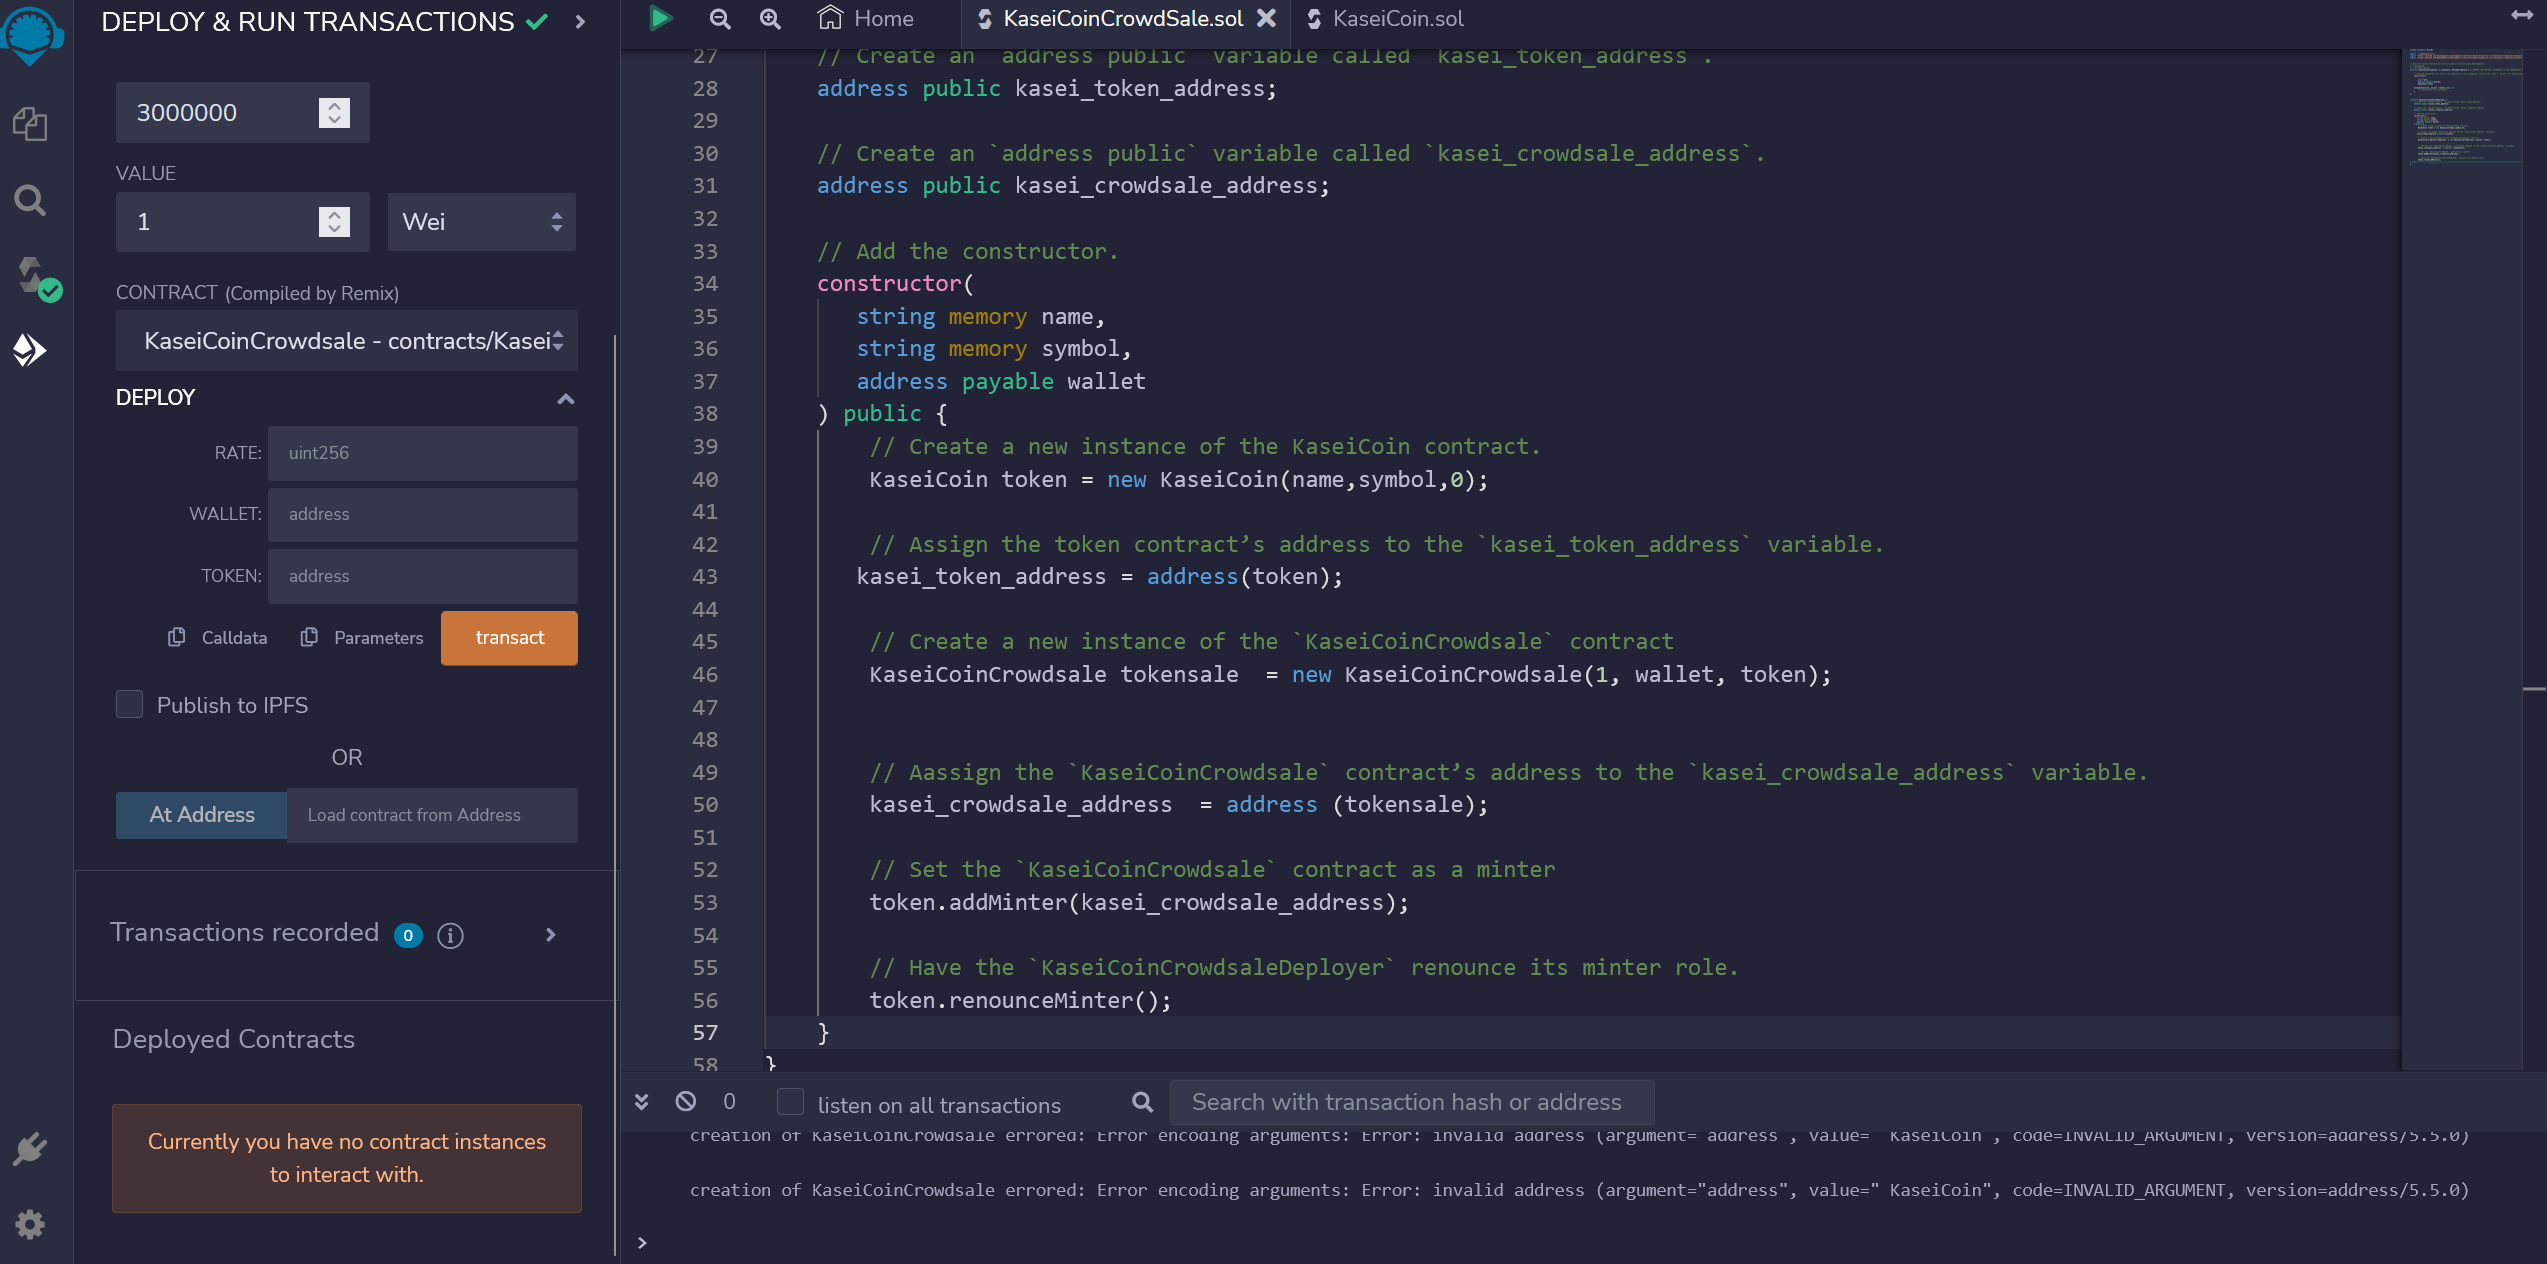 DEPLOY & RUN TRANSACTIONS
3000000
VALUE
1
Wei
CONTRACT (Compiled by Remix)
KaseiCoinCrowdsale - contracts/Kasei
DEPLOY
RATE: uint256
WALLET: address
TOKEN: address
Calldata
Parameters
transact
Publish to IPFS
OR
At Address
Load contract from Address
Transactions recorded 0 i
Deployed Contracts
Currently you have no contract instances
to interact with.
Home
KaseiCoinCrowdSale.sol
KaseiCoin.sol
27 // Create an `address public` variable called `kasei_token_address`.
28 address public kasei_token_address;
29
30 // Create an `address public` variable called `kasei_crowdsale_address`.
31 address public kasei_crowdsale_address;
32
33 // Add the constructor.
34 constructor(
35 string memory name,
36 string memory symbol,
37 address payable wallet
38 ) public {
39 // Create a new instance of the KaseiCoin contract.
40 KaseiCoin token = new KaseiCoin(name,symbol,0);
41
42 // Assign the token contract’s address to the `kasei_token_address` variable.
43 kasei_token_address = address(token);
44
45 // Create a new instance of the `KaseiCoinCrowdsale` contract
46 KaseiCoinCrowdsale tokensale  = new KaseiCoinCrowdsale(1, wallet, token);
47
48
49 // Aassign the `KaseiCoinCrowdsale` contract’s address to the `kasei_crowdsale_address` variable.
50 kasei_crowdsale_address  = address (tokensale);
51
52 // Set the `KaseiCoinCrowdsale` contract as a minter
53 token.addMinter(kasei_crowdsale_address);
54
55 // Have the `KaseiCoinCrowdsaleDeployer` renounce its minter role.
56 token.renounceMinter();
57 }
58 }
0
listen on all transactions
Search with transaction hash or address
creation of KaseiCoinCrowdsale errored: Error encoding arguments: Error: invalid address (argument="address", value=" KaseiCoin", code=INVALID_ARGUMENT, version=address/5.5.0)
creation of KaseiCoinCrowdsale errored: Error encoding arguments: Error: invalid address (argument="address", value=" KaseiCoin", code=INVALID_ARGUMENT, version=address/5.5.0)
>